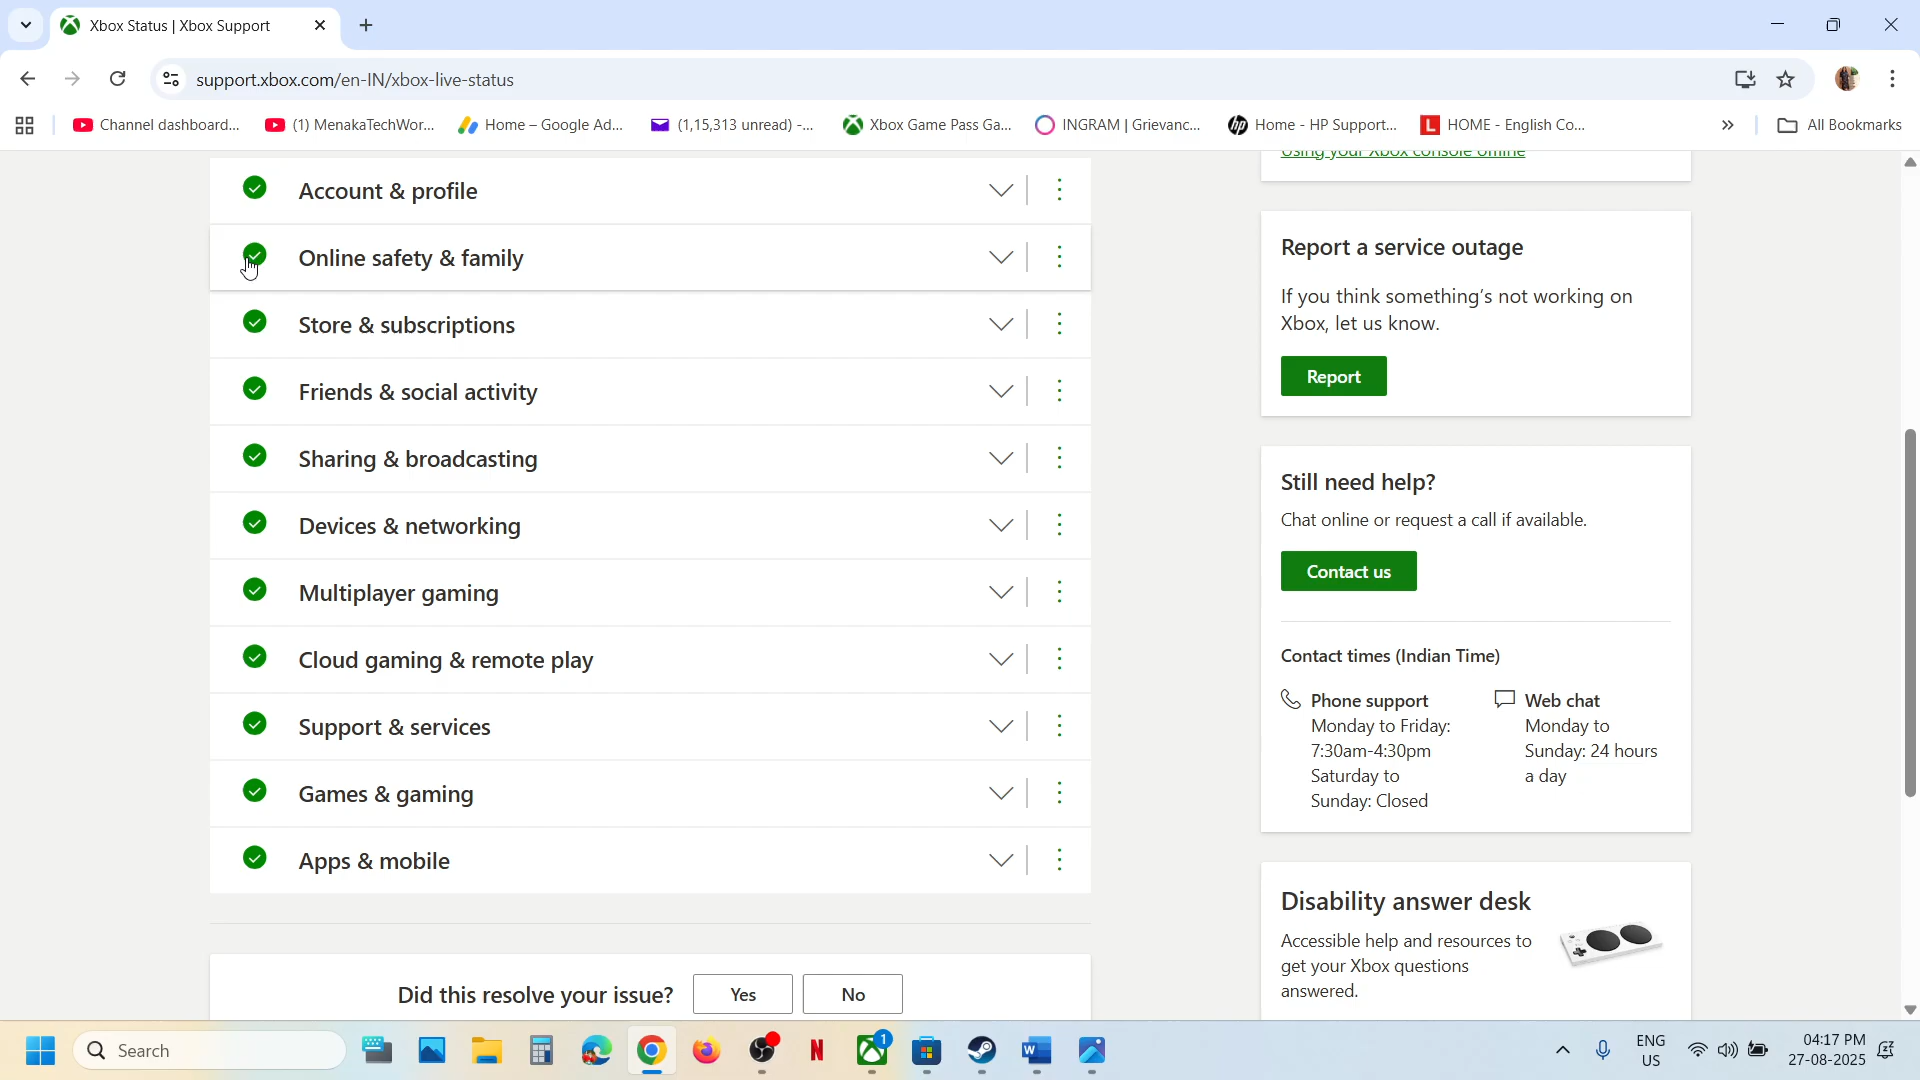 Xbox Status | Xbox Support
support.xbox.com/en-IN/xbox-live-status
Channel dashboard...
(1) MenakaTechWor...
Home – Google Ad...
(1,15,313 unread) -...
Xbox Game Pass Ga...
INGRAM | Grievanc...
Home - HP Support...
HOME - English Co...
»
All Bookmarks
Account & profile
Online safety & family
Store & subscriptions
Friends & social activity
Sharing & broadcasting
Devices & networking
Multiplayer gaming
Cloud gaming & remote play
Support & services
Games & gaming
Apps & mobile
Did this resolve your issue?
Yes
No
Using your Xbox console offline
Report a service outage
If you think something's not working on
Xbox, let us know.
Report
Still need help?
Chat online or request a call if available.
Contact us
Contact times (Indian Time)
Phone support
Monday to Friday:
7:30am-4:30pm
Saturday to
Sunday: Closed
Web chat
Monday to
Sunday: 24 hours
a day
Disability answer desk
Accessible help and resources to
get your Xbox questions
answered.
Search
1
ENG
US
04:17 PM
27-08-2025